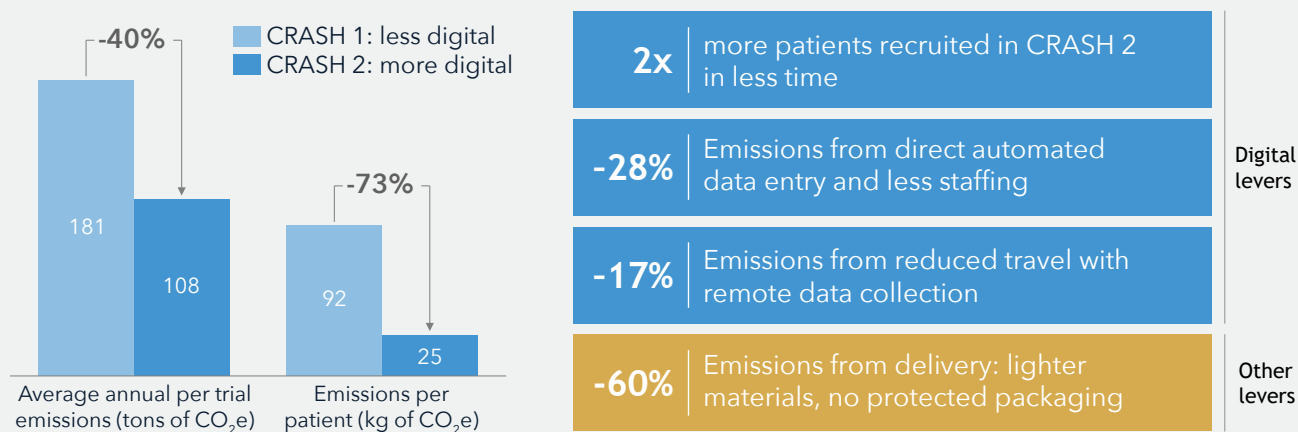 -40%
CRASH 1: less digital
CRASH 2: more digital
181
108
-73%
92
25
Average annual per trial
emissions (tons of CO₂e)
Emissions per
patient (kg of CO₂e)
2x
more patients recruited in CRASH 2
in less time
-28%
Emissions from direct automated
data entry and less staffing
-17%
Emissions from reduced travel with
remote data collection
Digital
levers
-60%
Emissions from delivery: lighter
materials, no protected packaging
Other
levers